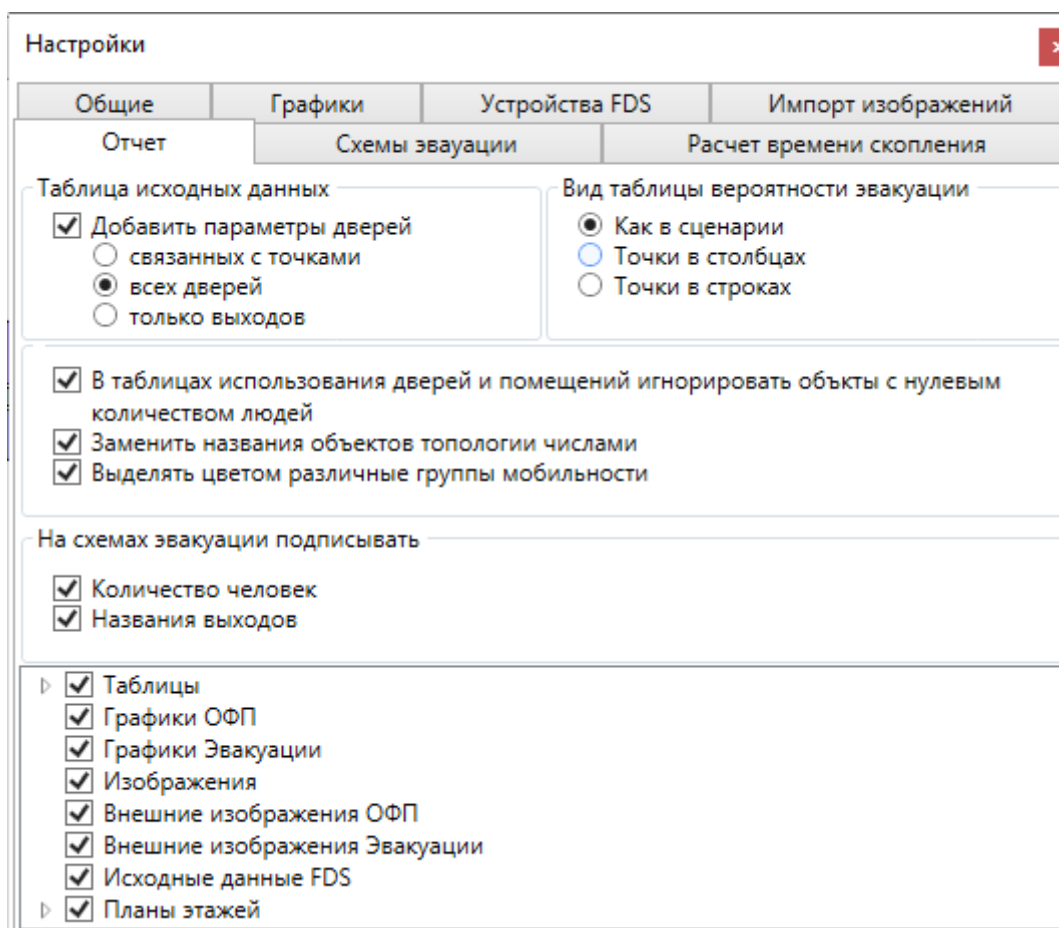 Настройки
Общие
Графики
Устройства FDS
Импорт изображений
Отчет
Схемы эвауации
Расчет времени скопления
Таблица исходных данных
Добавить параметры дверей
связанных с точками
всех дверей
только выходов
Вид таблицы вероятности эвакуации
Как в сценарии
Точки в столбцах
Точки в строках
В таблицах использования дверей и помещений игнорировать объкты с нулевым
количеством людей
Заменить названия объектов топологии числами
Выделять цветом различные группы мобильности
На схемах эвакуации подписывать
Количество человек
Названия выходов
Таблицы
Графики ОФП
Графики Эвакуации
Изображения
Внешние изображения ОФП
Внешние изображения Эвакуации
Исходные данные FDS
Планы этажей